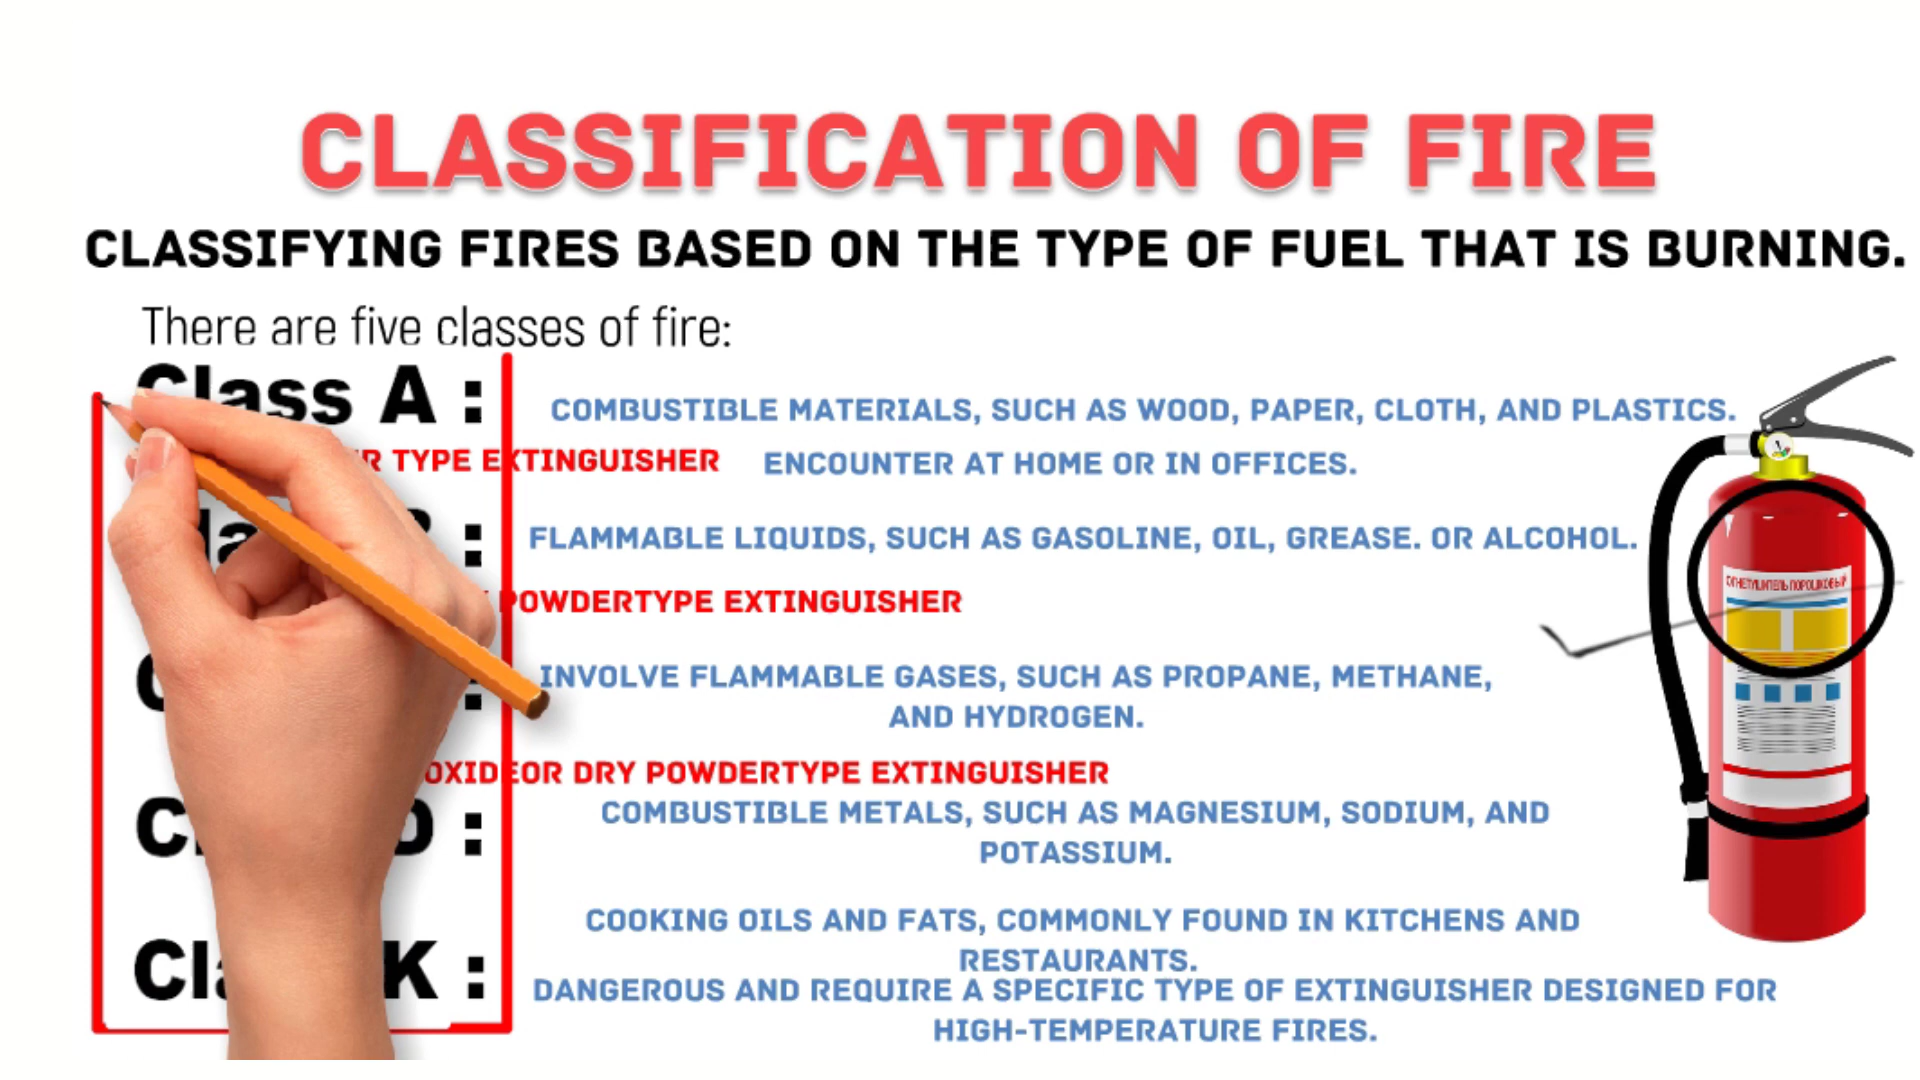 CLASSIFICATION OF FIRE
CLASSIFYING FIRES BASED ON THE TYPE OF FUEL THAT IS BURNING.
There are five classes of fire:
Class A :
COMBUSTIBLE MATERIALS, SUCH AS WOOD, PAPER, CLOTH, AND PLASTICS.
TYPE EXTINGUISHER
ENCOUNTER AT HOME OR IN OFFICES.
:
FLAMMABLE LIQUIDS, SUCH AS GASOLINE, OIL, GREASE. OR ALCOHOL.
POWDERTYPE EXTINGUISHER
ОГНЕТУШИТЕЛЬ ПОРОШКОВЫЙ
:
INVOLVE FLAMMABLE GASES, SUCH AS PROPANE, METHANE,
AND HYDROGEN.
OXIDEOR DRY POWDERTYPE EXTINGUISHER
D :
COMBUSTIBLE METALS, SUCH AS MAGNESIUM, SODIUM, AND
POTASSIUM.
COOKING OILS AND FATS, COMMONLY FOUND IN KITCHENS AND
RESTAURANTS.
K :
DANGEROUS AND REQUIRE A SPECIFIC TYPE OF EXTINGUISHER DESIGNED FOR
HIGH-TEMPERATURE FIRES.